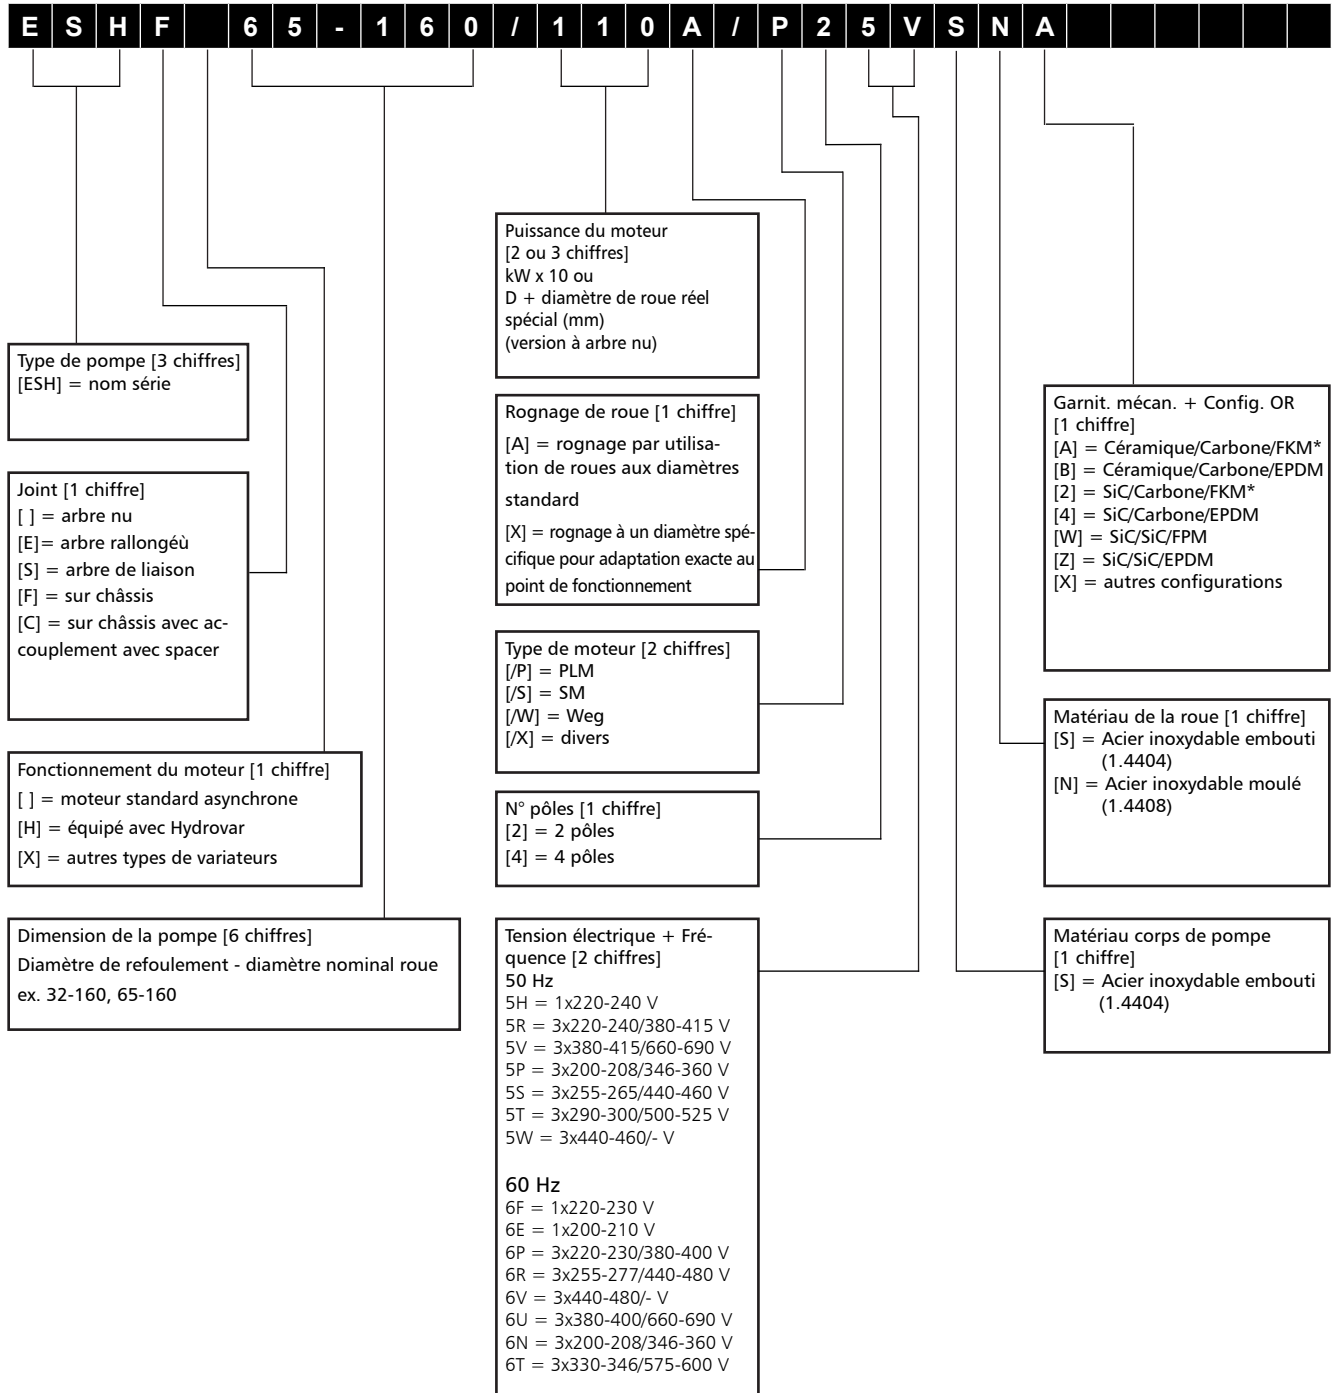 E S H F 6 5 - 1 6 0 / 1 1 0 A / P 2 5 V S N A
Type de pompe [3 chiffres]
[ESH] = nom série
Joint [1 chiffre]
[ ] = arbre nu
[E]= arbre rallongéù
[S] = arbre de liaison
[F] = sur châssis
[C] = sur châssis avec ac-
couplement avec spacer
Fonctionnement du moteur [1 chiffre]
[ ] = moteur standard asynchrone
[H] = équipé avec Hydrovar
[X] = autres types de variateurs
Dimension de la pompe [6 chiffres]
Diamètre de refoulement - diamètre nominal roue
ex. 32-160, 65-160
Puissance du moteur
[2 ou 3 chiffres]
kW x 10 ou
D + diamètre de roue réel
spécial (mm)
(version à arbre nu)
Rognage de roue [1 chiffre]
[A] = rognage par utilisa-
tion de roues aux diamètres
standard
[X] = rognage à un diamètre spé-
cifique pour adaptation exacte au
point de fonctionnement
Type de moteur [2 chiffres]
[/P] = PLM
[/S] = SM
[/W] = Weg
[/X] = divers
N° pôles [1 chiffre]
[2] = 2 pôles
[4] = 4 pôles
Tension électrique + Fré-
quence [2 chiffres]
50 Hz
5H = 1x220-240 V
5R = 3x220-240/380-415 V
5V = 3x380-415/660-690 V
5P = 3x200-208/346-360 V
5S = 3x255-265/440-460 V
5T = 3x290-300/500-525 V
5W = 3x440-460/- V
60 Hz
6F = 1x220-230 V
6E = 1x200-210 V
6P = 3x220-230/380-400 V
6R = 3x255-277/440-480 V
6V = 3x440-480/- V
6U = 3x380-400/660-690 V
6N = 3x200-208/346-360 V
6T = 3x330-346/575-600 V
Garnit. mécan. + Config. OR
[1 chiffre]
[A] = Céramique/Carbone/FKM*
[B] = Céramique/Carbone/EPDM
[2] = SiC/Carbone/FKM*
[4] = SiC/Carbone/EPDM
[W] = SiC/SiC/FPM
[Z] = SiC/SiC/EPDM
[X] = autres configurations
Matériau de la roue [1 chiffre]
[S] = Acier inoxydable embouti
(1.4404)
[N] = Acier inoxydable moulé
(1.4408)
Matériau corps de pompe
[1 chiffre]
[S] = Acier inoxydable embouti
(1.4404)